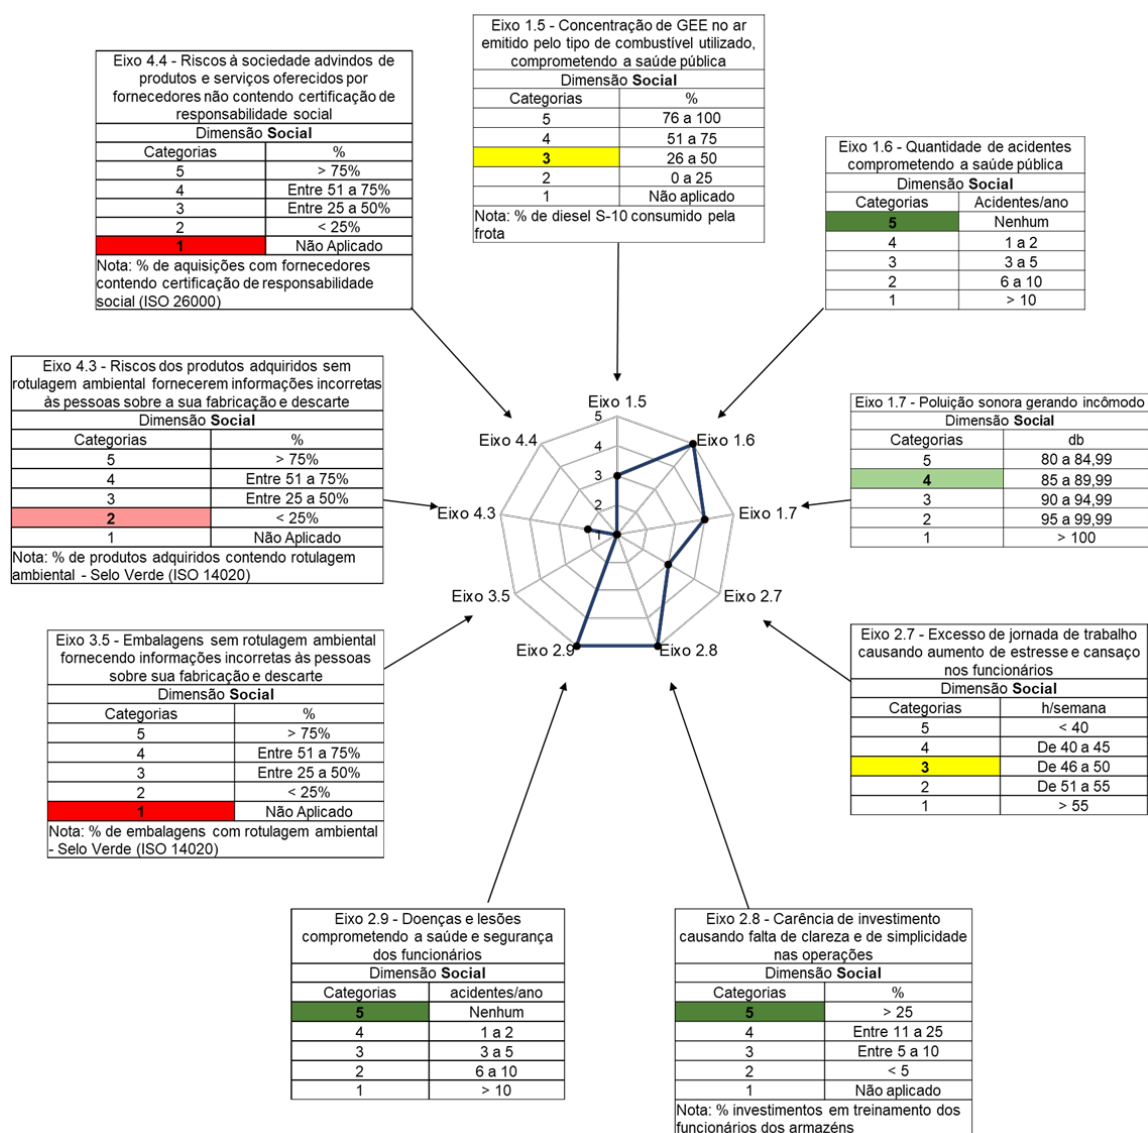 Eixo 1.5 - Concentração de GEE no ar
emitido pelo tipo de combustível utilizado,
comprometendo a saúde pública
Dimensão Social
Categorias %
5 76 a 100
4 51 a 75
3 26 a 50
2 0 a 25
1 Não aplicado
Nota: % de diesel S-10 consumido pela
frota
Eixo 4.4 - Riscos à sociedade advindos de
produtos e serviços oferecidos por
fornecedores não contendo certificação de
responsabilidade social
Dimensão Social
Categorias %
5 > 75%
4 Entre 51 a 75%
3 Entre 25 a 50%
2 < 25%
1 Não Aplicado
Nota: % de aquisições com fornecedores
contendo certificação de responsabilidade
social (ISO 26000)
Eixo 1.6 - Quantidade de acidentes
comprometendo a saúde pública
Dimensão Social
Categorias Acidentes/ano
5 Nenhum
4 1 a 2
3 3 a 5
2 6 a 10
1 > 10
Eixo 4.3 - Riscos dos produtos adquiridos sem
rotulagem ambiental fornecerem informações incorretas
às pessoas sobre a sua fabricação e descarte
Dimensão Social
Categorias %
5 > 75%
4 Entre 51 a 75%
3 Entre 25 a 50%
2 < 25%
1 Não Aplicado
Nota: % de produtos adquiridos contendo rotulagem
ambiental - Selo Verde (ISO 14020)
Eixo 1.5
5
4
3
2
1
Eixo 1.6
Eixo 1.7
Eixo 2.7
Eixo 2.8
Eixo 2.9
Eixo 3.5
Eixo 4.3
Eixo 4.4
Eixo 1.7 - Poluição sonora gerando incômodo
Dimensão Social
Categorias db
5 80 a 84,99
4 85 a 89,99
3 90 a 94,99
2 95 a 99,99
1 > 100
Eixo 3.5 - Embalagens sem rotulagem ambiental
fornecendo informações incorretas às pessoas
sobre sua fabricação e descarte
Dimensão Social
Categorias %
5 > 75%
4 Entre 51 a 75%
3 Entre 25 a 50%
2 < 25%
1 Não Aplicado
Nota: % de embalagens com rotulagem ambiental
- Selo Verde (ISO 14020)
Eixo 2.7 - Excesso de jornada de trabalho
causando aumento de estresse e cansaço
nos funcionários
Dimensão Social
Categorias h/semana
5 < 40
4 De 40 a 45
3 De 46 a 50
2 De 51 a 55
1 > 55
Eixo 2.9 - Doenças e lesões
comprometendo a saúde e segurança
dos funcionários
Dimensão Social
Categorias acidentes/ano
5 Nenhum
4 1 a 2
3 3 a 5
2 6 a 10
1 > 10
Eixo 2.8 - Carência de investimento
causando falta de clareza e de simplicidade
nas operações
Dimensão Social
Categorias %
5 > 25
4 Entre 11 a 25
3 Entre 5 a 10
2 < 5
1 Não aplicado
Nota: % investimentos em treinamento dos
funcionários dos armazéns